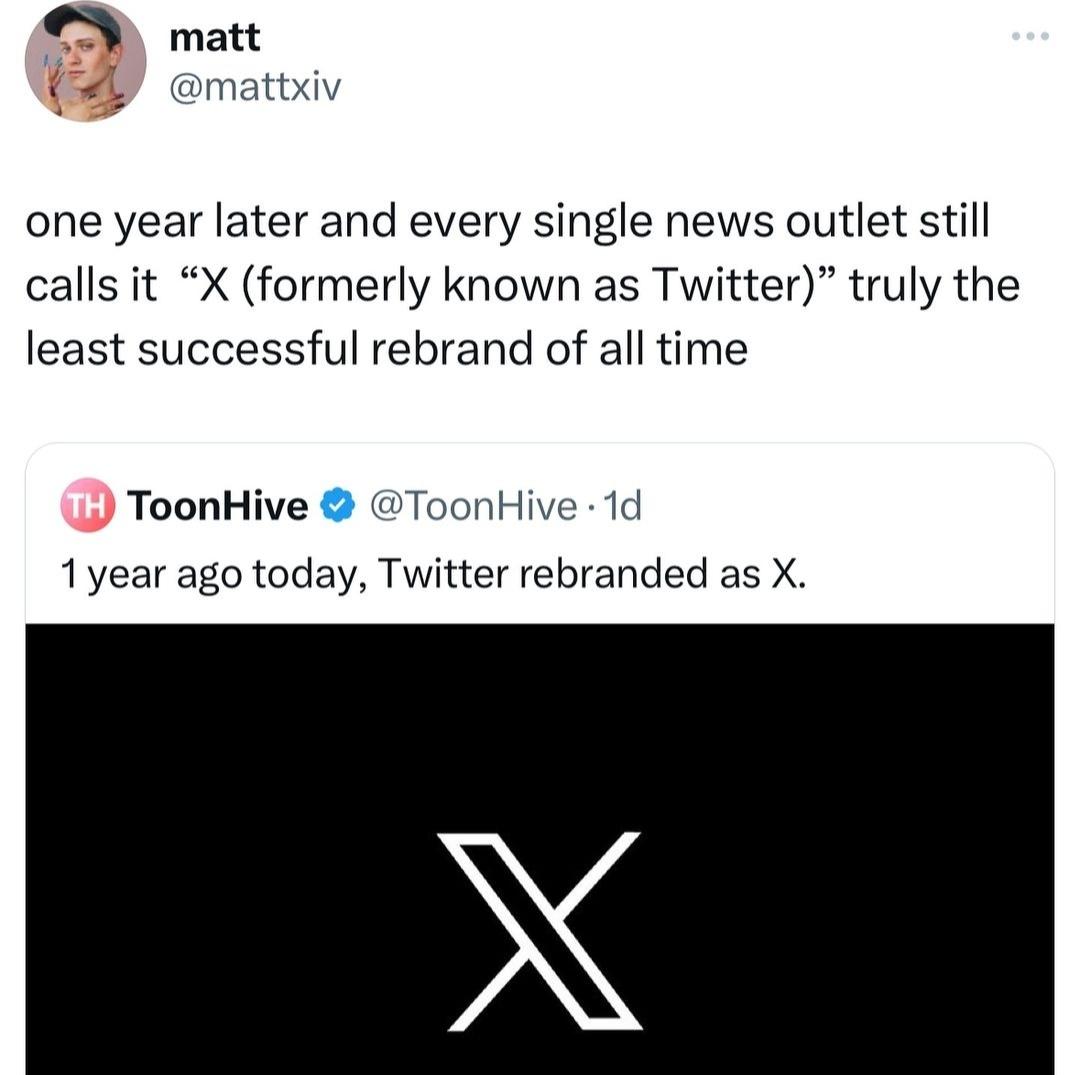 matt
@mattxiv
one year later and every single news outlet still
calls it “X (formerly known as Twitter)” truly the
least successful rebrand of all time
TH ToonHive @ToonHive · 1d
1 year ago today, Twitter rebranded as X.
X